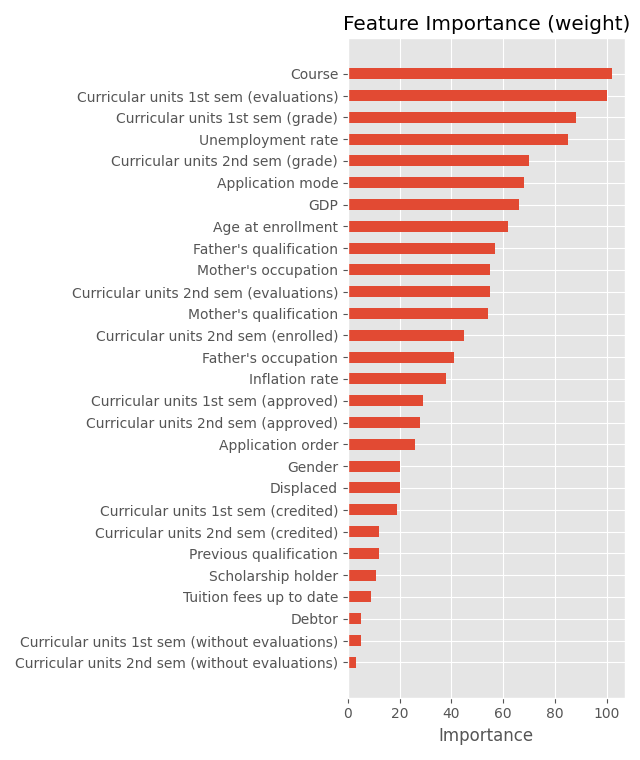 Feature Importance (weight)
Course
Curricular units 1st sem (evaluations)
Curricular units 1st sem (grade)
Unemployment rate
Curricular units 2nd sem (grade)
Application mode
GDP
Age at enrollment
Father's qualification
Mother's occupation
Curricular units 2nd sem (evaluations)
Mother's qualification
Curricular units 2nd sem (enrolled)
Father's occupation
Inflation rate
Curricular units 1st sem (approved)
Curricular units 2nd sem (approved)
Application order
Gender
Displaced
Curricular units 1st sem (credited)
Curricular units 2nd sem (credited)
Previous qualification
Scholarship holder
Tuition fees up to date
Debtor
Curricular units 1st sem (without evaluations)
Curricular units 2nd sem (without evaluations)
0 20 40 60 80 100
Importance